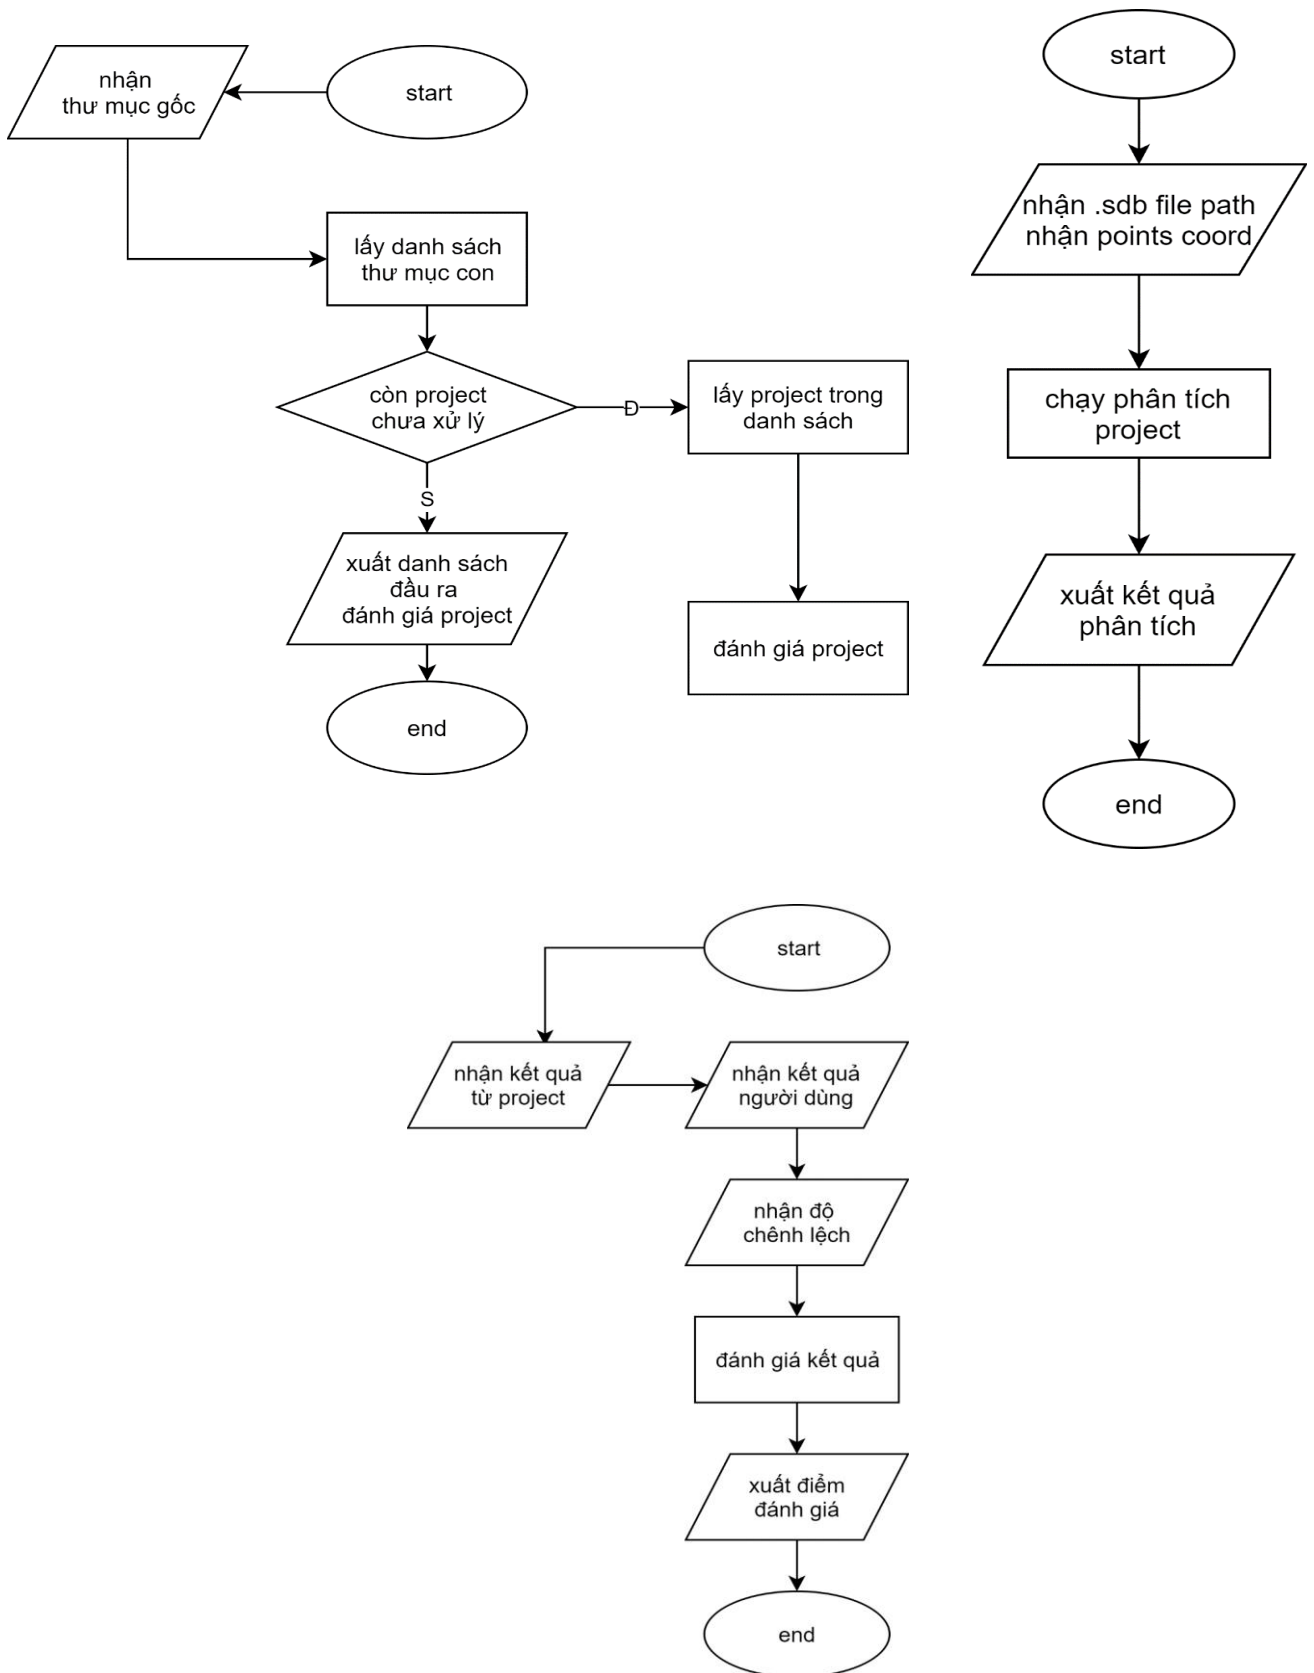 start
nhận
thư mục gốc
lấy danh sách
thư mục con
còn project
chưa xử lý
Đ
lấy project trong
danh sách
đánh giá project
S
xuất danh sách
đầu ra
đánh giá project
end
start
nhận .sdb file path
nhận points coord
chạy phân tích
project
xuất kết quả
phân tích
end
start
nhận kết quả
từ project
nhận kết quả
người dùng
nhận độ
chênh lệch
đánh giá kết quả
xuất điểm
đánh giá
end